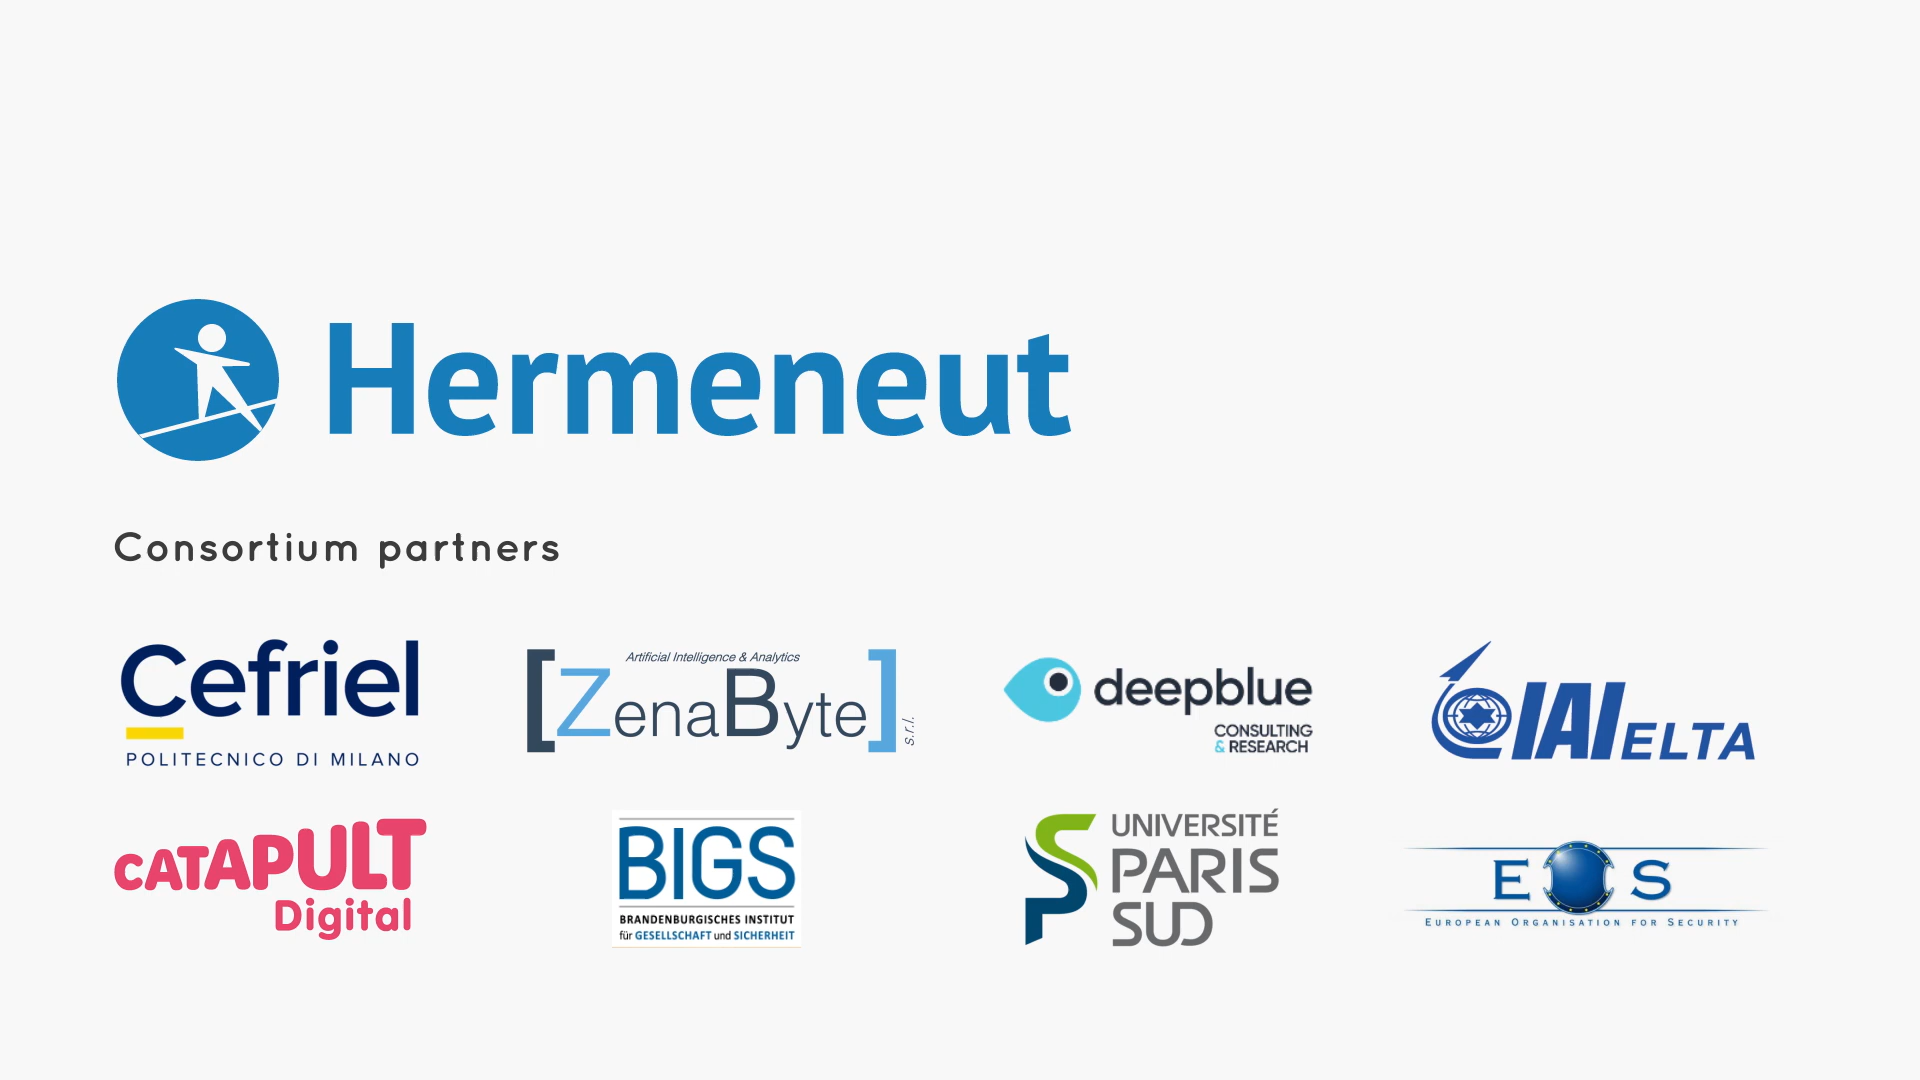 Hermeneut
Consortium partners
Cefriel
POLITECNICO DI MILANO
Artificial Intelligence & Analytics
[ZenaByte]
s.r.l.
deepblue
CONSULTING
& RESEARCH
IAI ELTA
CATAPULT
Digital
BIGS
BRANDENBURGISCHES INSTITUT
für GESELLSCHAFT und SICHERHEIT
UNIVERSITÉ
PARIS
SUD
E S
EUROPEAN ORGANISATION FOR SECURITY